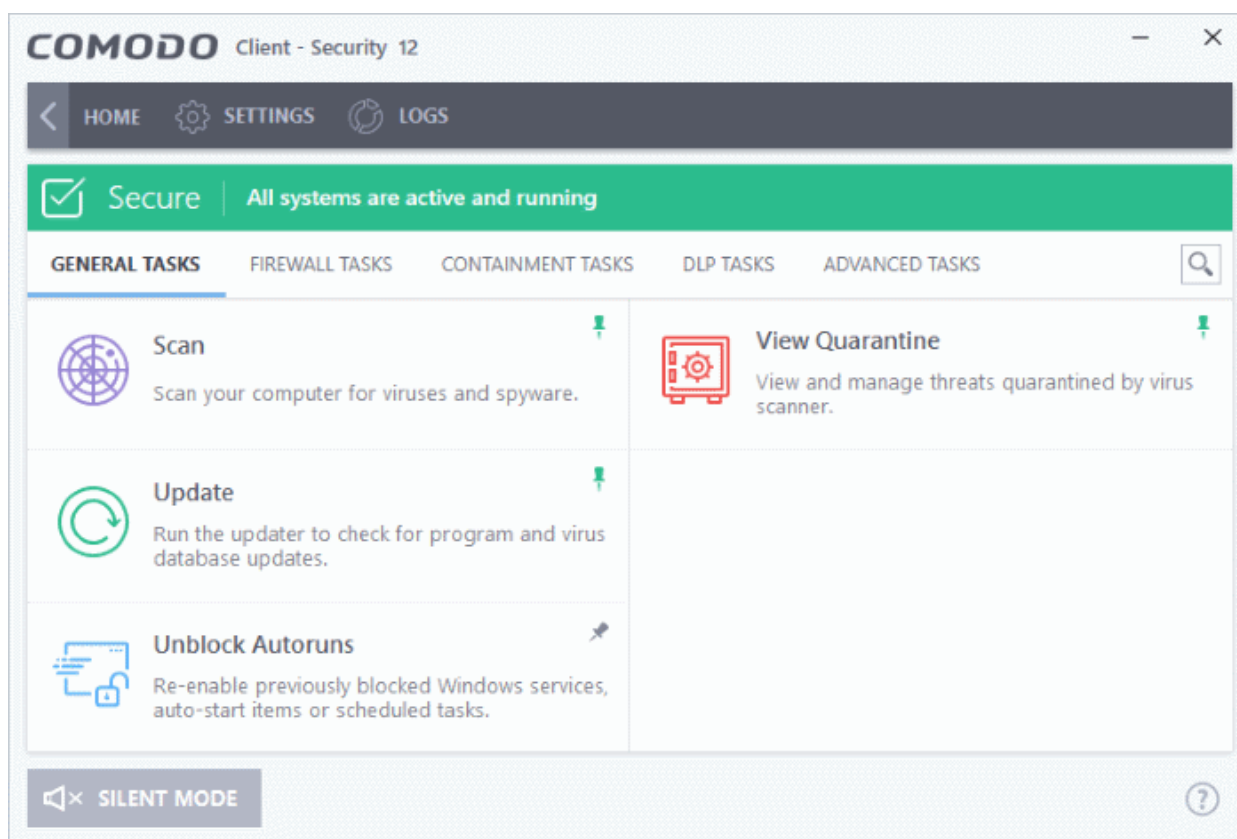 COMODO Client - Security 12
HOME SETTINGS LOGS
Secure All systems are active and running
GENERAL TASKS FIREWALL TASKS CONTAINMENT TASKS DLP TASKS ADVANCED TASKS
Scan
Scan your computer for viruses and spyware.
View Quarantine
View and manage threats quarantined by virus
scanner.
Update
Run the updater to check for program and virus
database updates.
Unblock Autoruns
Re-enable previously blocked Windows services,
auto-start items or scheduled tasks.
SILENT MODE
?